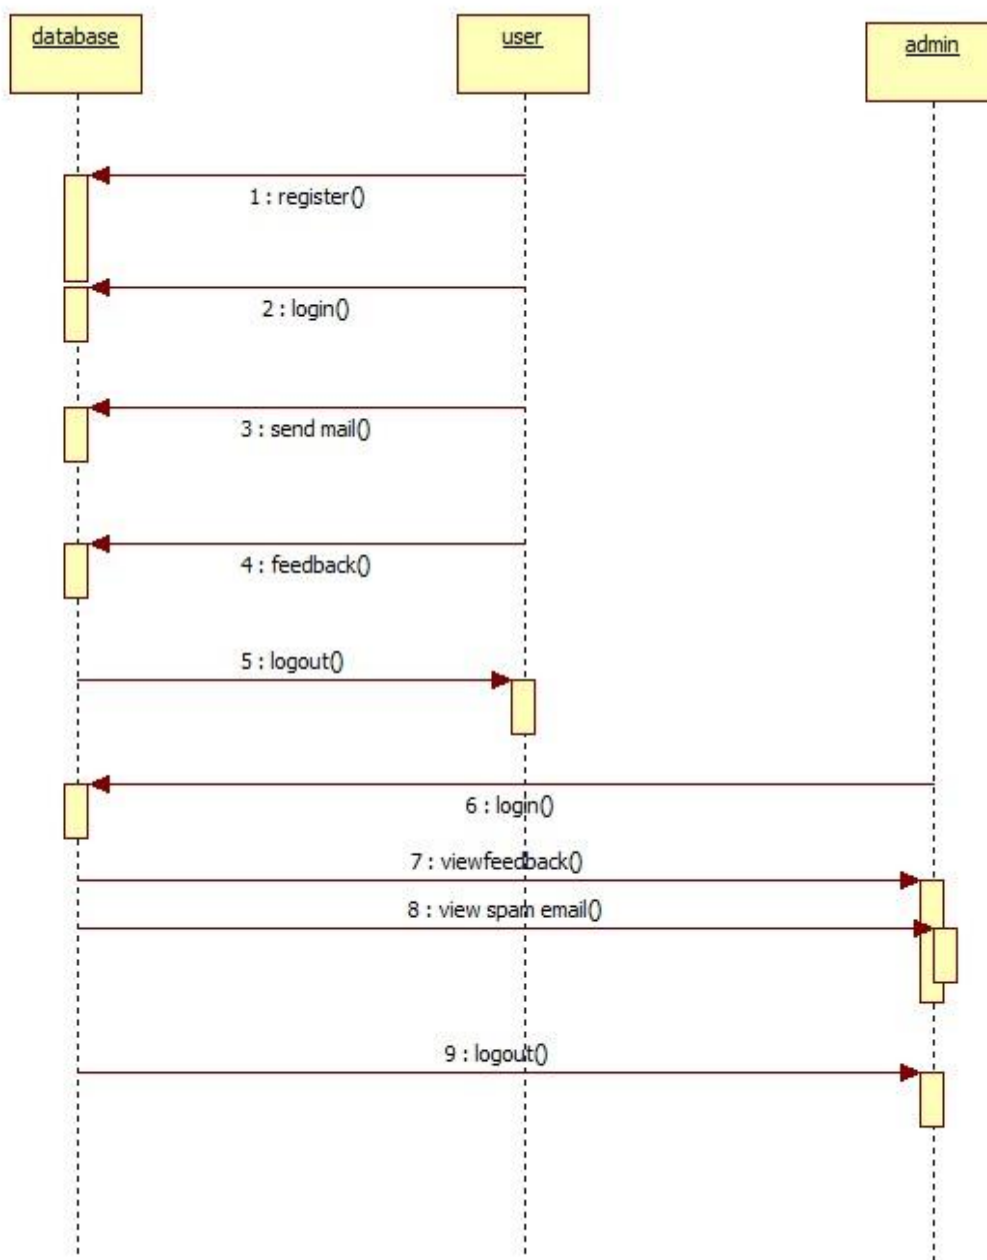 database
user
admin
1 : register()
2 : login()
3 : send mail()
4 : feedback()
5 : logout()
6 : login()
7 : viewfeedback()
8 : view spam email()
9 : logout()